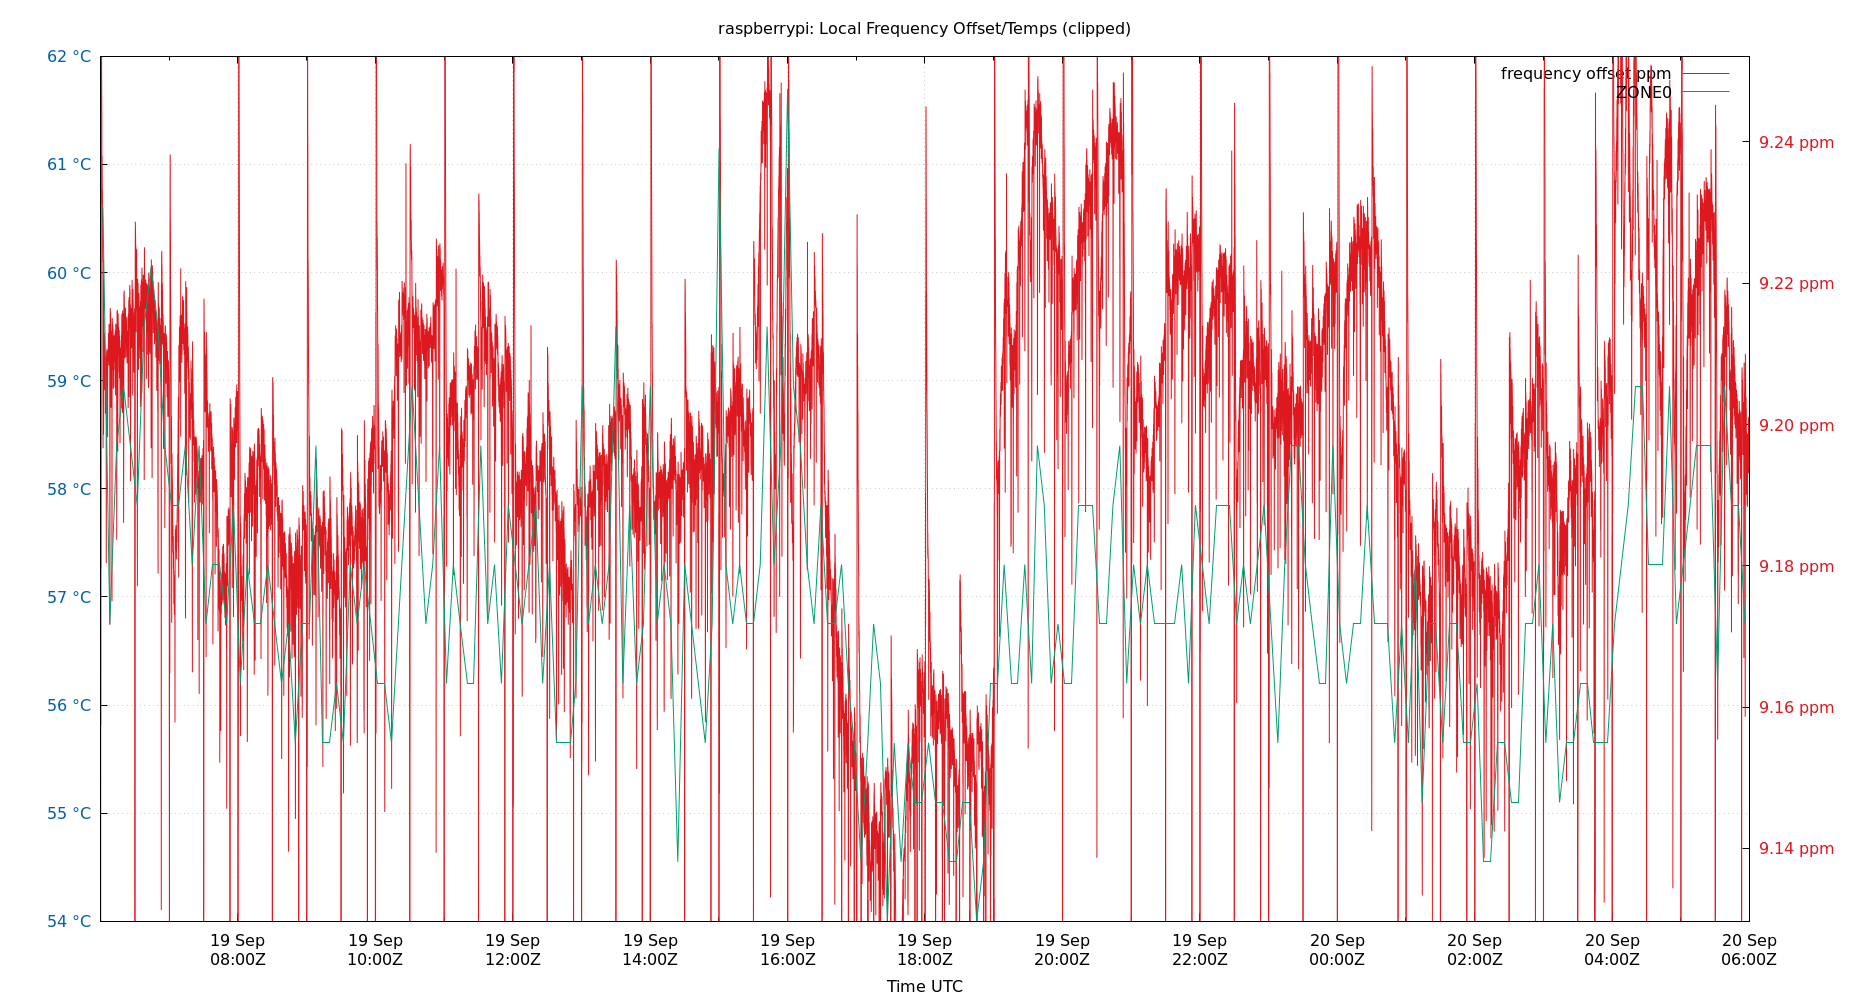 raspberrypi: Local Frequency Offset/Temps (clipped)
62 °C
61 °C
60 °C
59 °C
58 °C
57 °C
56 °C
55 °C
54 °C
frequency offset ppm
ZONE0
9.24 ppm
9.22 ppm
9.20 ppm
9.18 ppm
9.16 ppm
9.14 ppm
19 Sep 19 Sep 19 Sep 19 Sep 19 Sep 19 Sep 19 Sep 19 Sep 20 Sep 20 Sep 20 Sep 20 Sep
08:00Z 10:00Z 12:00Z 14:00Z 16:00Z 18:00Z 20:00Z 22:00Z 00:00Z 02:00Z 04:00Z 06:00Z
Time UTC